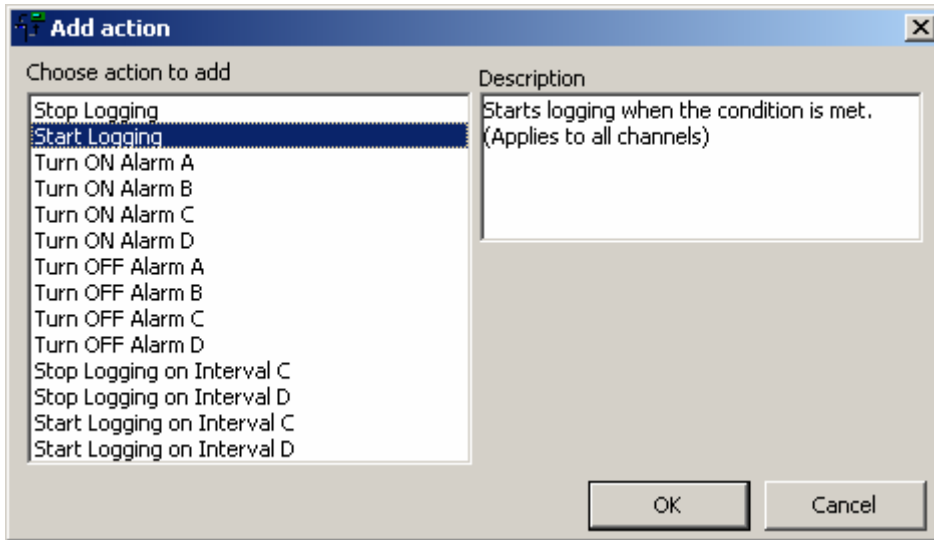 Add action
Choose action to add
Stop Logging
Start Logging
Turn ON Alarm A
Turn ON Alarm B
Turn ON Alarm C
Turn ON Alarm D
Turn OFF Alarm A
Turn OFF Alarm B
Turn OFF Alarm C
Turn OFF Alarm D
Stop Logging on Interval C
Stop Logging on Interval D
Start Logging on Interval C
Start Logging on Interval D
Description
Starts logging when the condition is met.
(Applies to all channels)
OK
Cancel